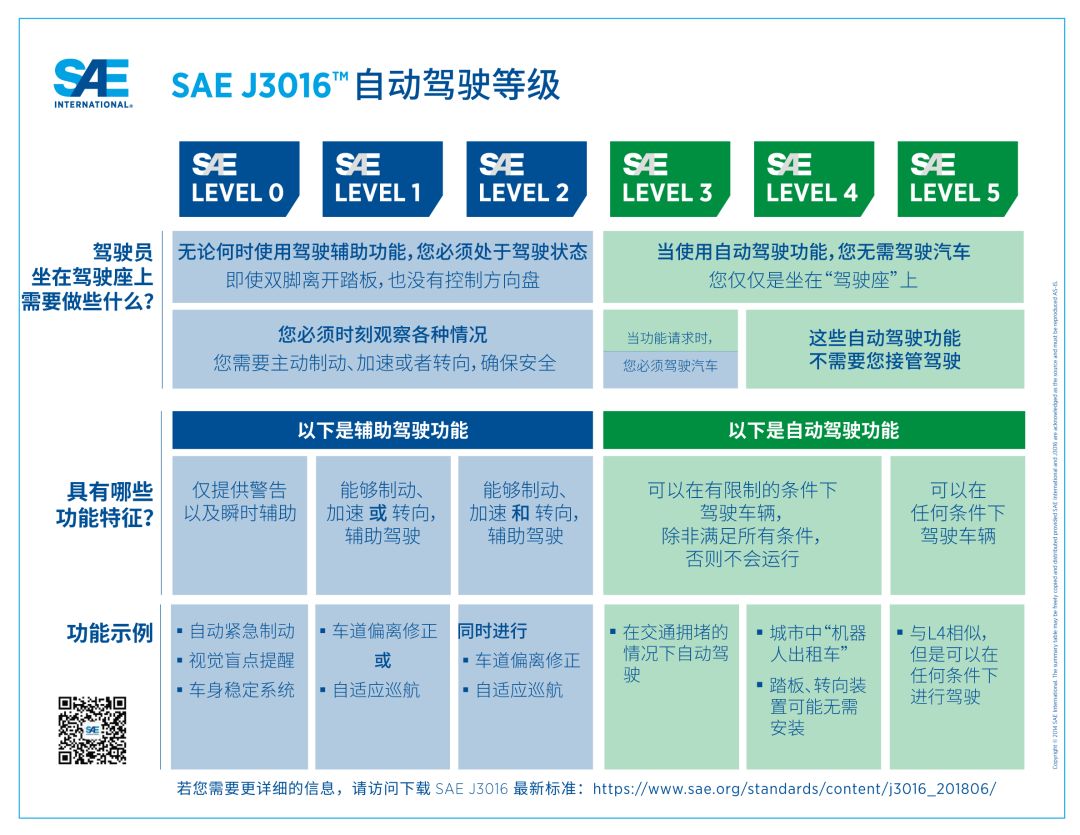 SAE
INTERNATIONAL®
SAE J3016™自动驾驶等级
SAE
LEVEL 0
SAE
LEVEL 1
SAE
LEVEL 2
SAE
LEVEL 3
SAE
LEVEL 4
SAE
LEVEL 5
驾驶员
坐在驾驶座上
需要做些什么?
无论何时使用驾驶辅助功能,您必须处于驾驶状态
即使双脚离开踏板,也没有控制方向盘
当使用自动驾驶功能,您无需驾驶汽车
您仅仅是坐在“驾驶座”上
您必须时刻观察各种情况
您需要主动制动、加速或者转向,确保安全
当功能请求时,
您必须驾驶汽车
这些自动驾驶功能
不需要您接管驾驶
具有哪些
功能特征?
以下是辅助驾驶功能
以下是自动驾驶功能
仅提供警告
以及瞬时辅助
能够制动、
加速 或 转向,
辅助驾驶
能够制动、
加速 和 转向,
辅助驾驶
可以在有限制的条件下
驾驶车辆,
除非满足所有条件,
否则不会运行
可以在
任何条件下
驾驶车辆
功能示例
▪ 自动紧急制动
▪ 视觉盲点提醒
▪ 车身稳定系统
▪ 车道偏离修正
或
▪ 自适应巡航
同时进行
▪ 车道偏离修正
▪ 自适应巡航
▪ 在交通拥堵的
情况下自动驾
驶
▪ 城市中“机器
人出租车”
▪ 踏板、转向装
置可能无需
安装
▪ 与L4相似,
但是可以在
任何条件下
进行驾驶
SAE
若您需要更详细的信息，请访问下载 SAE J3016 最新标准：https://www.sae.org/standards/content/j3016_201806/
Copyright © 2014 SAE International. The summary table may be freely copied and distributed provided SAE International and J3016 are acknowledged as the source and must be reproduced AS-IS.